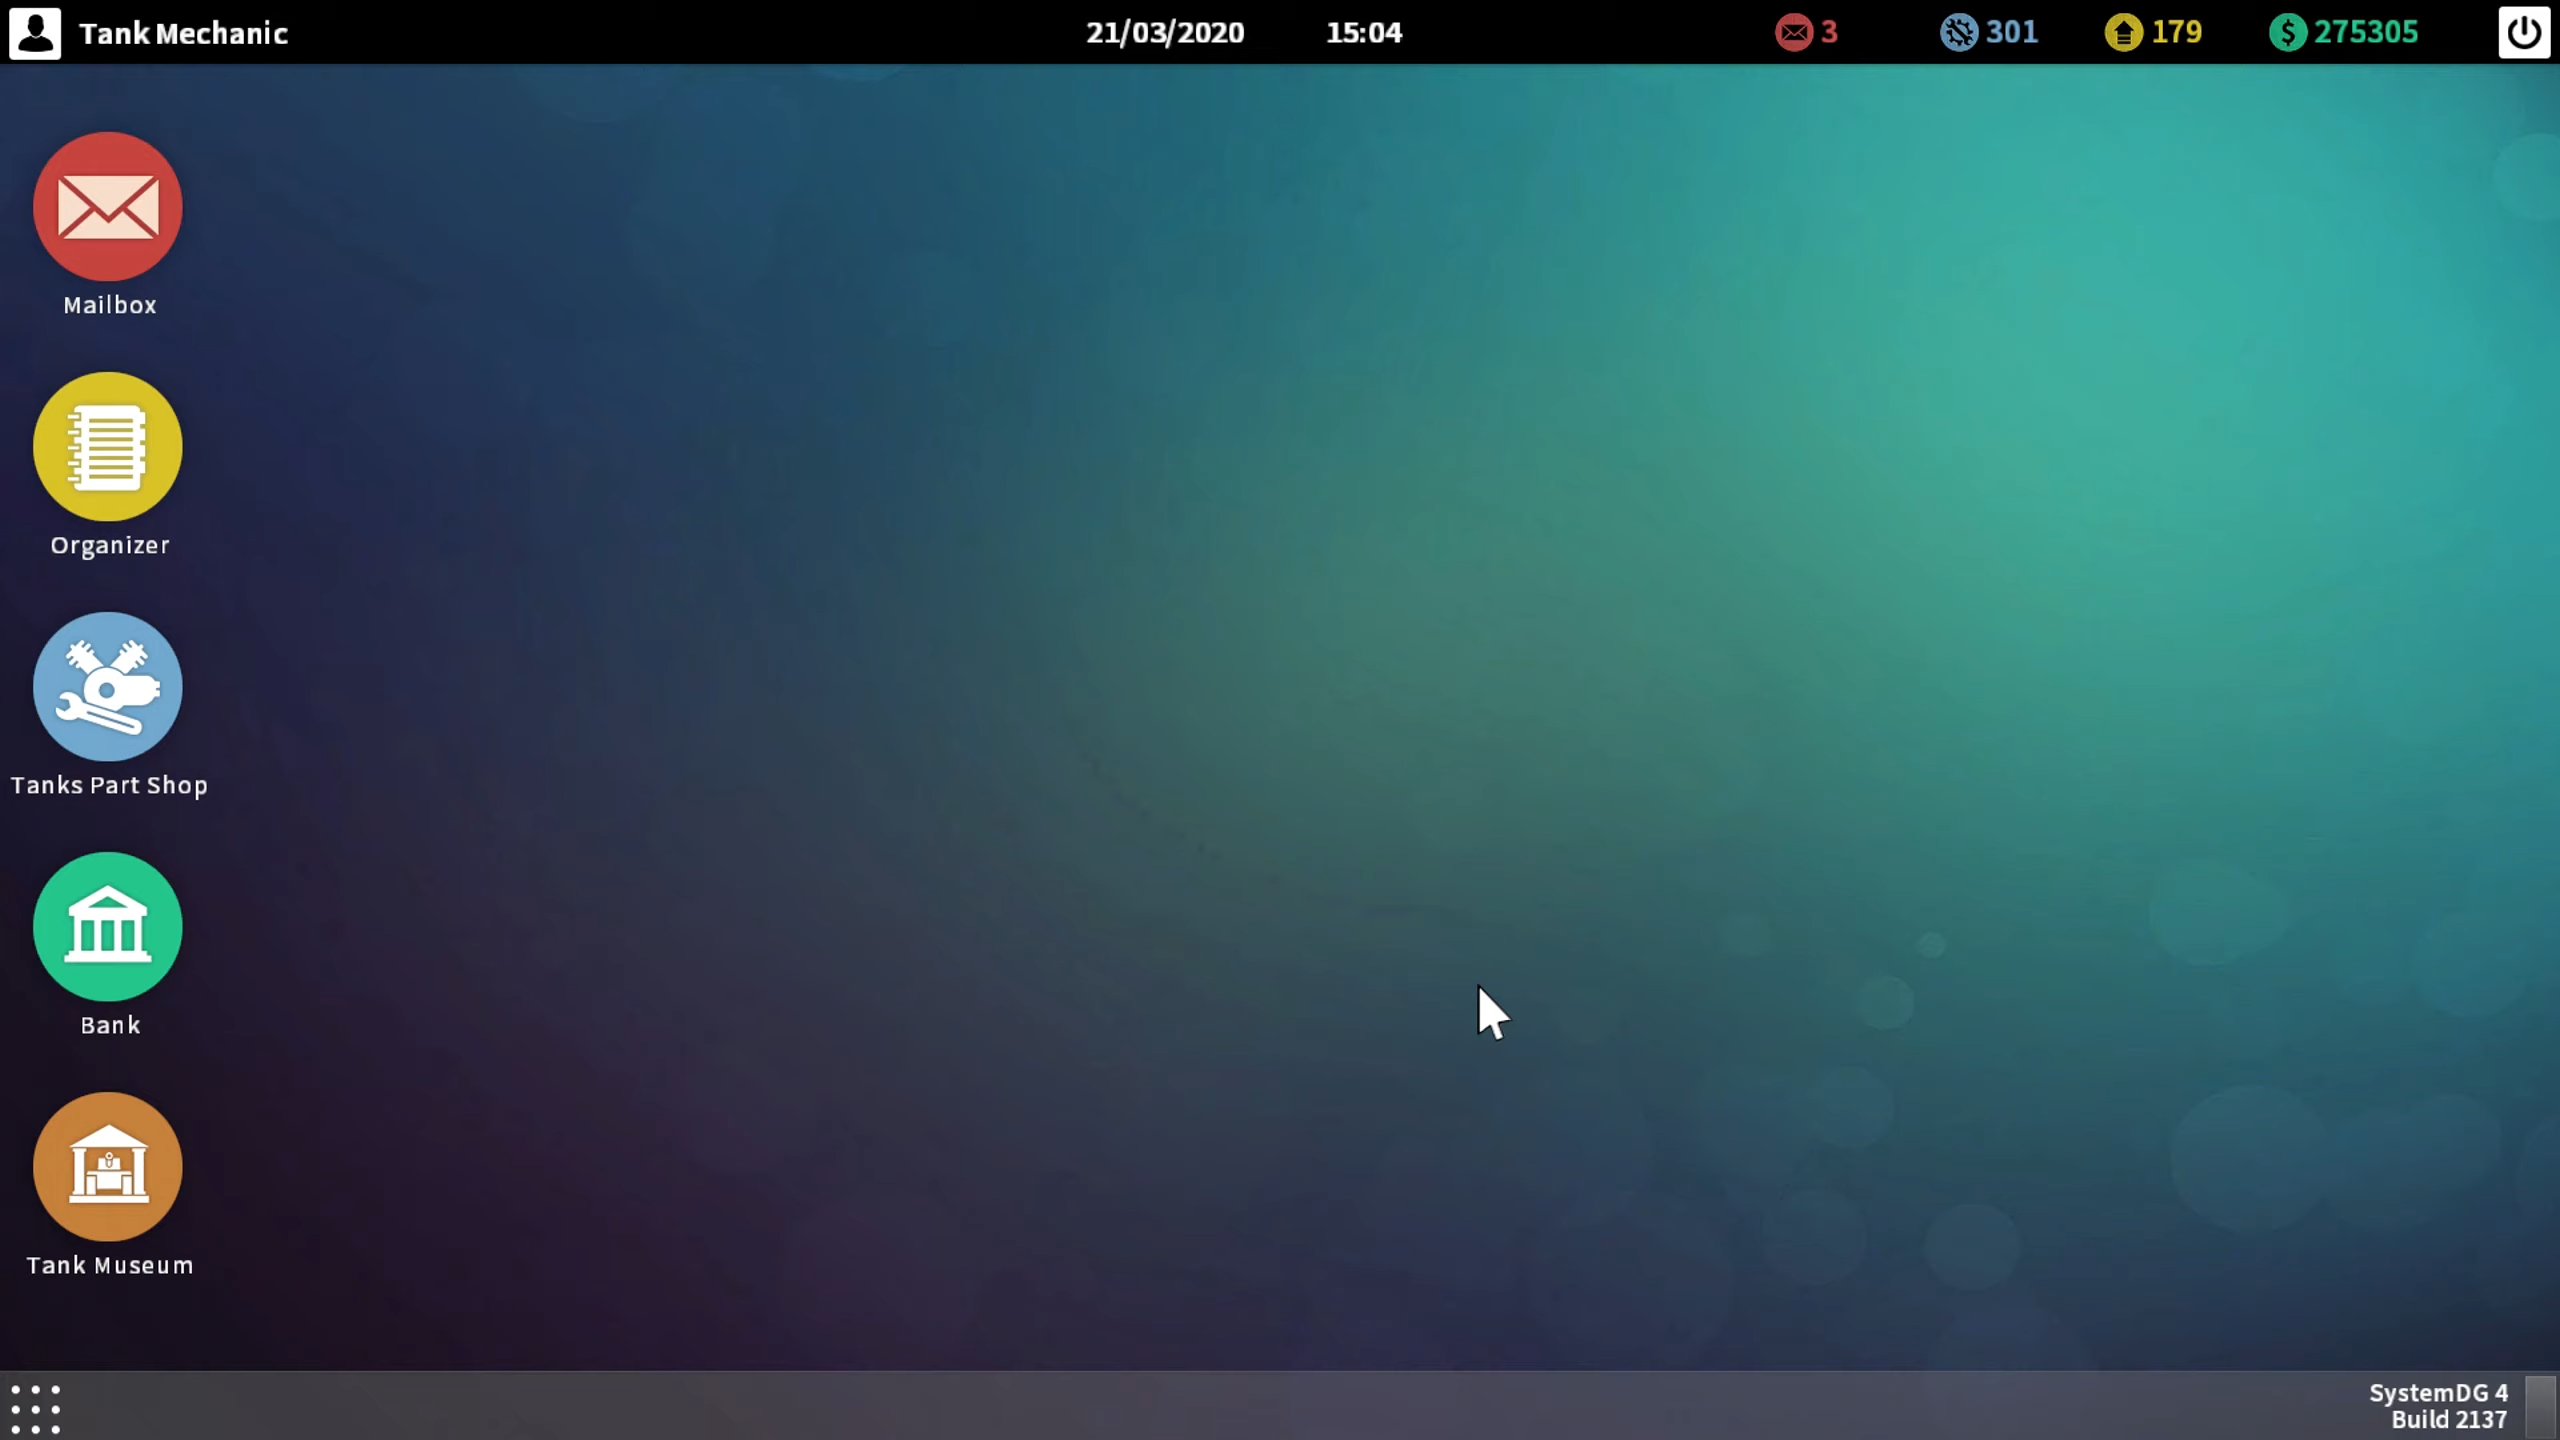 Tank Mechanic
21/03/2020 15:04
3 301 179 275305
Mailbox
Organizer
Tanks Part Shop
Bank
Tank Museum
SystemDG 4
Build 2137